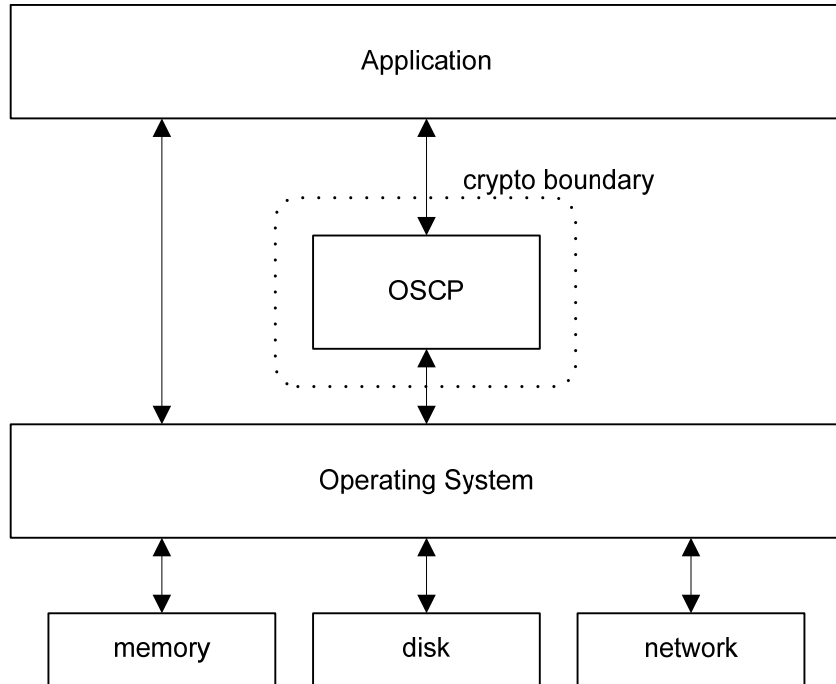 Application
crypto boundary
OSCP
Operating System
memory
disk
network